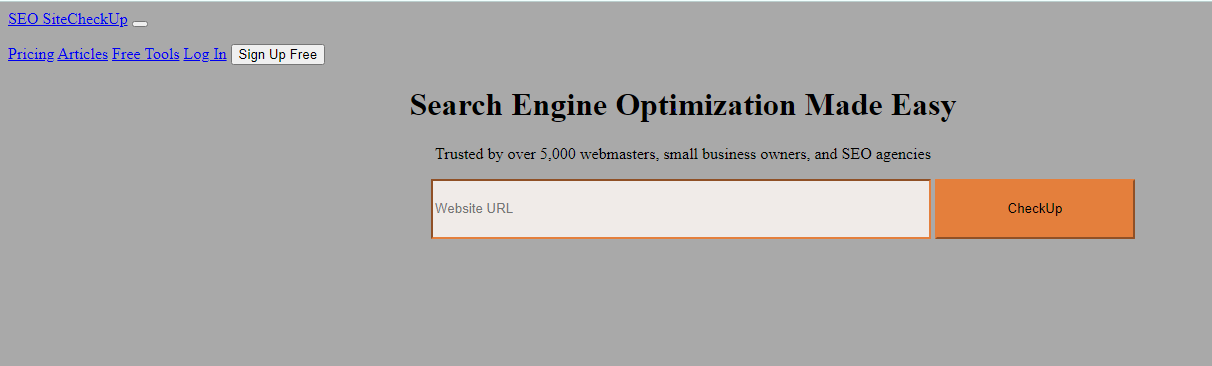 SEO SiteCheckUp
Pricing Articles Free Tools Log In Sign Up Free
Search Engine Optimization Made Easy
Trusted by over 5,000 webmasters, small business owners, and SEO agencies
Website URL CheckUp